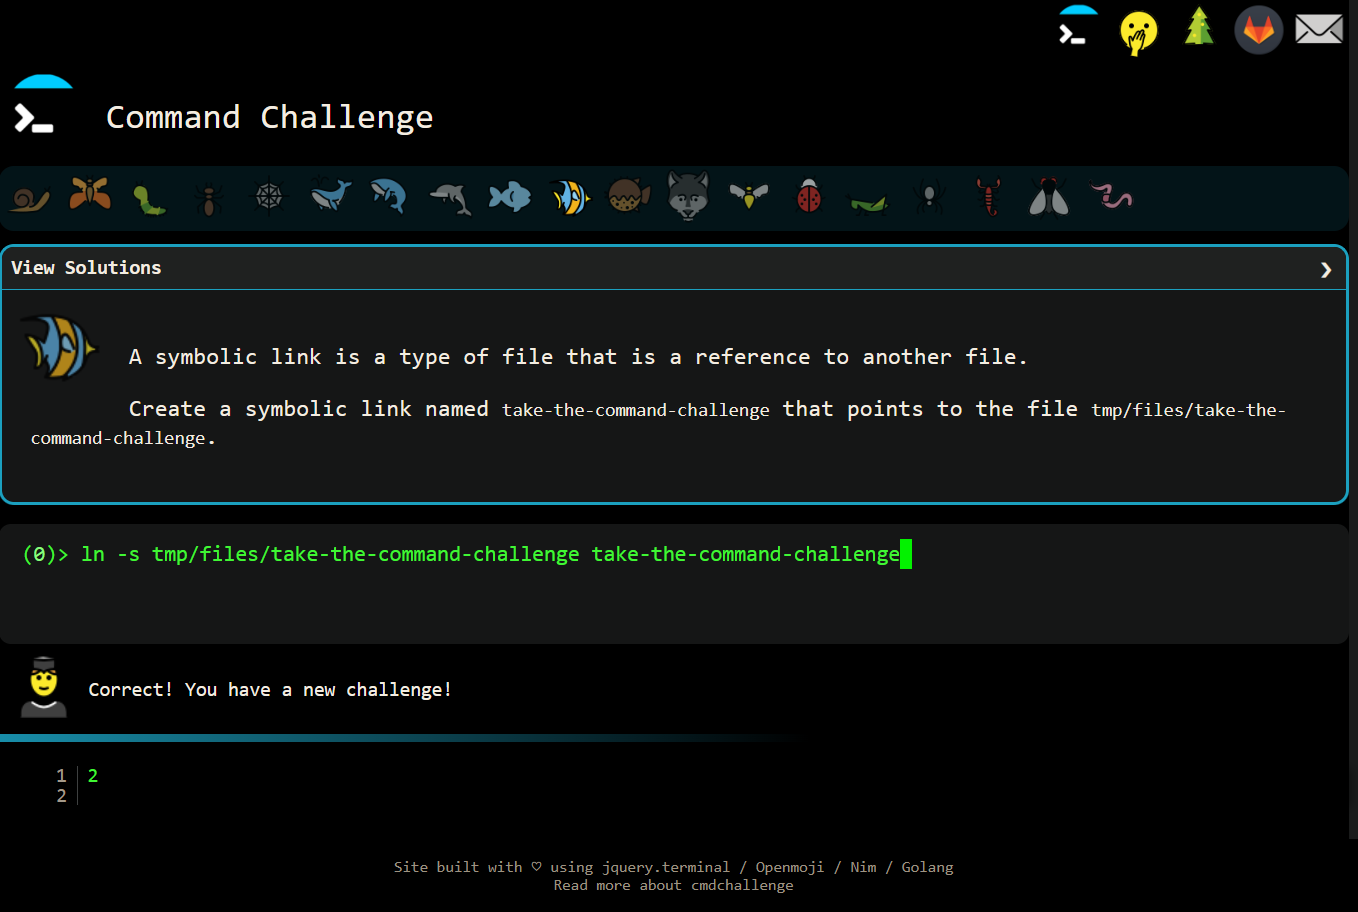 Command Challenge
View Solutions
A symbolic link is a type of file that is a reference to another file.
Create a symbolic link named take-the-command-challenge that points to the file tmp/files/take-the-
command-challenge.
(0)> ln -s tmp/files/take-the-command-challenge take-the-command-challenge
Correct! You have a new challenge!
1 2
2
Site built with ♡ using jquery.terminal / Openmoji / Nim / Golang
Read more about cmdchallenge